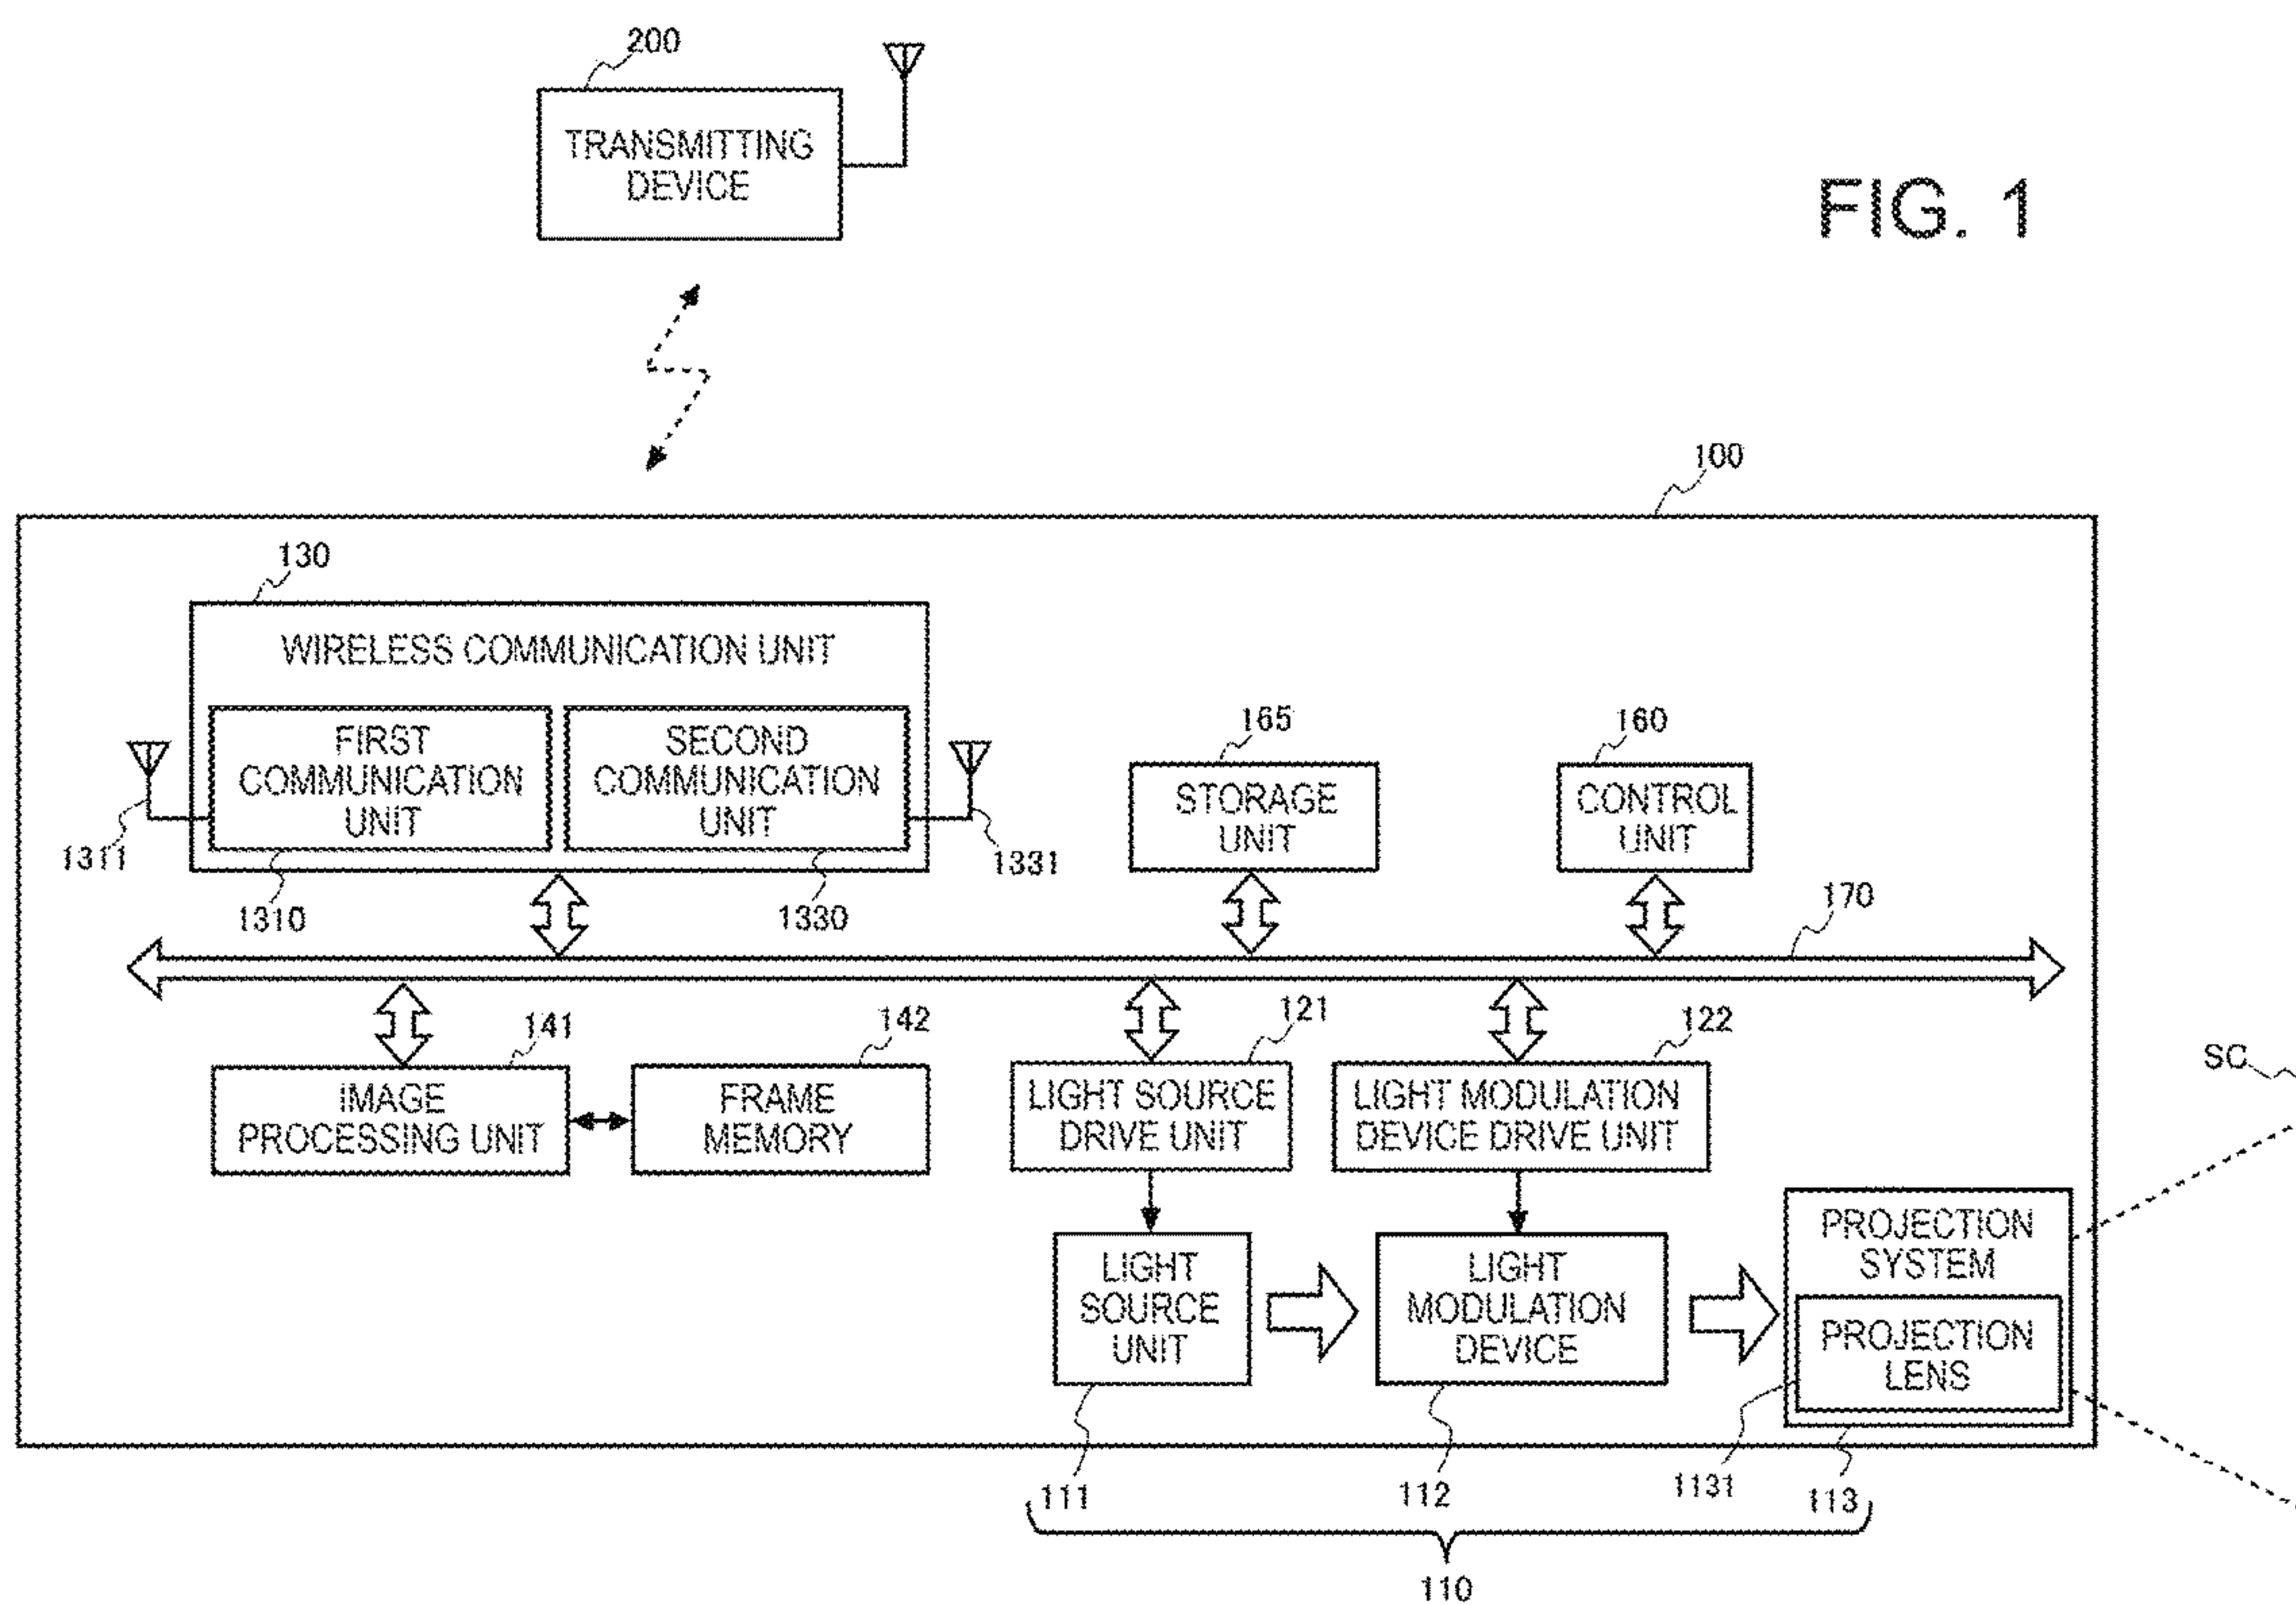 200
TRANSMITTING
DEVICE
FIG. 1
100
130
WIRELESS COMMUNICATION UNIT
FIRST
COMMUNICATION
UNIT
SECOND
COMMUNICATION
UNIT
1311
1310
1330
1331
165
STORAGE
UNIT
160
CONTROL
UNIT
170
141
IMAGE
PROCESSING UNIT
142
FRAME
MEMORY
121
LIGHT SOURCE
DRIVE UNIT
122
LIGHT MODULATION
DEVICE DRIVE UNIT
SC
LIGHT
SOURCE
UNIT
LIGHT
MODULATION
DEVICE
PROJECTION
SYSTEM
PROJECTION
LENS
111
112
1131
113
110